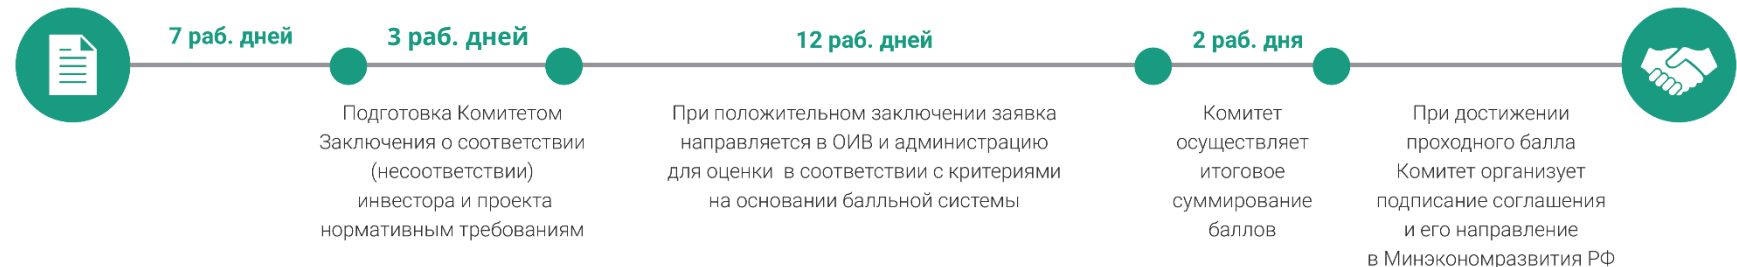 7 раб. дней
3 раб. дней
12 раб. дней
2 раб. дня
Подготовка Комитетом
Заключения о соответствии
(несоответствии)
инвестора и проекта
нормативным требованиям
При положительном заключении заявка
направляется в ОИВ и администрацию
для оценки в соответствии с критериями
на основании балльной системы
Комитет
осуществляет
итоговое
суммирование
баллов
При достижении
проходного балла
Комитет организует
подписание соглашения
и его направление
в Минэкономразвития РФ